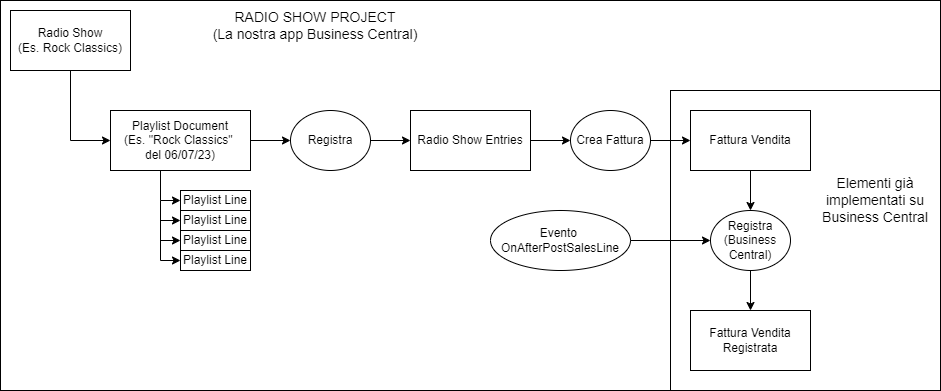 RADIO SHOW PROJECT
(La nostra app Business Central)
Radio Show
(Es. Rock Classics)
Playlist Document
(Es. "Rock Classics"
del 06/07/23)
Registra
Radio Show Entries
Crea Fattura
Fattura Vendita
Playlist Line
Playlist Line
Playlist Line
Playlist Line
Elementi già
implementati su
Business Central
Evento
OnAfterPostSalesLine
Registra
(Business
Central)
Fattura Vendita
Registrata